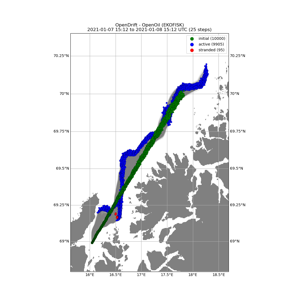 OpenDrift - OpenOil (EKOFISK)
2021-01-07 15:12 to 2021-01-08 15:12 UTC (25 steps)
initial (10000)
active (9905)
stranded (95)
70.25°N 70.25°N
70°N 70°N
69.75°N 69.75°N
69.5°N 69.5°N
69.25°N 69.25°N
69°N 69°N
16°E 16.5°E 17°E 17.5°E 18°E 18.5°E